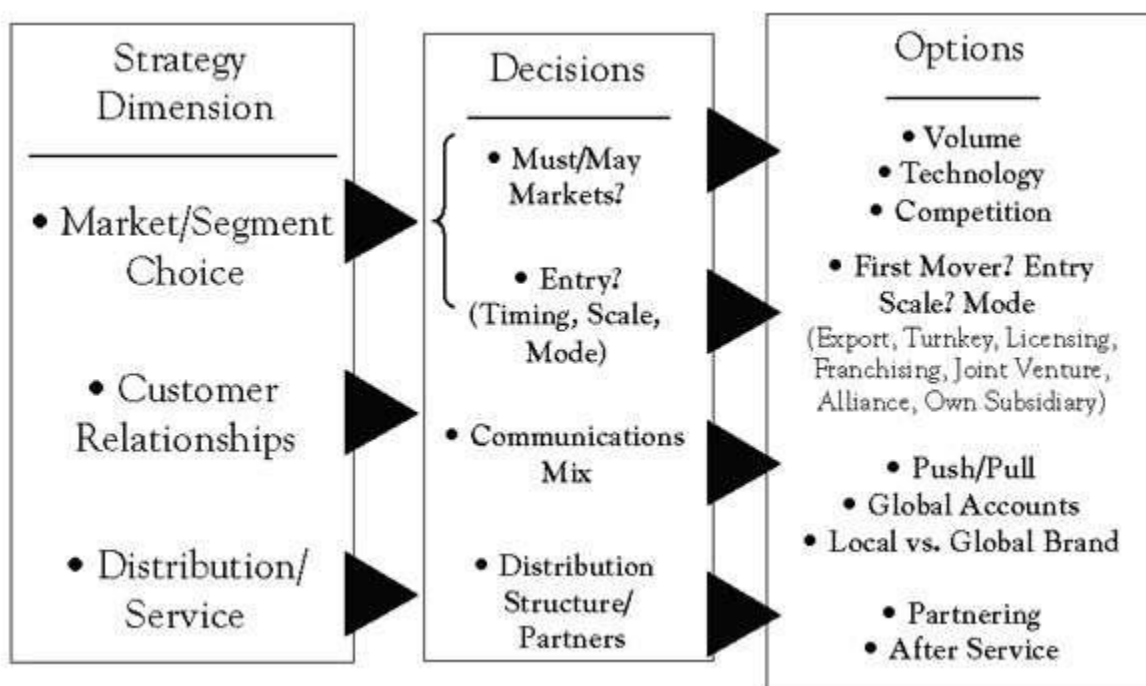 Strategy
Dimension
• Market/Segment
Choice
• Customer
Relationships
• Distribution/
Service
Decisions
• Must/May
Markets?
• Entry?
(Timing, Scale,
Mode)
• Communications
Mix
• Distribution
Structure/
Partners
Options
• Volume
• Technology
• Competition
• First Mover? Entry
Scale? Mode
(Export, Turnkey, Licensing,
Franchising, Joint Venture,
Alliance, Own Subsidiary)
• Push/Pull
• Global Accounts
• Local vs. Global Brand
• Partnering
• After Service